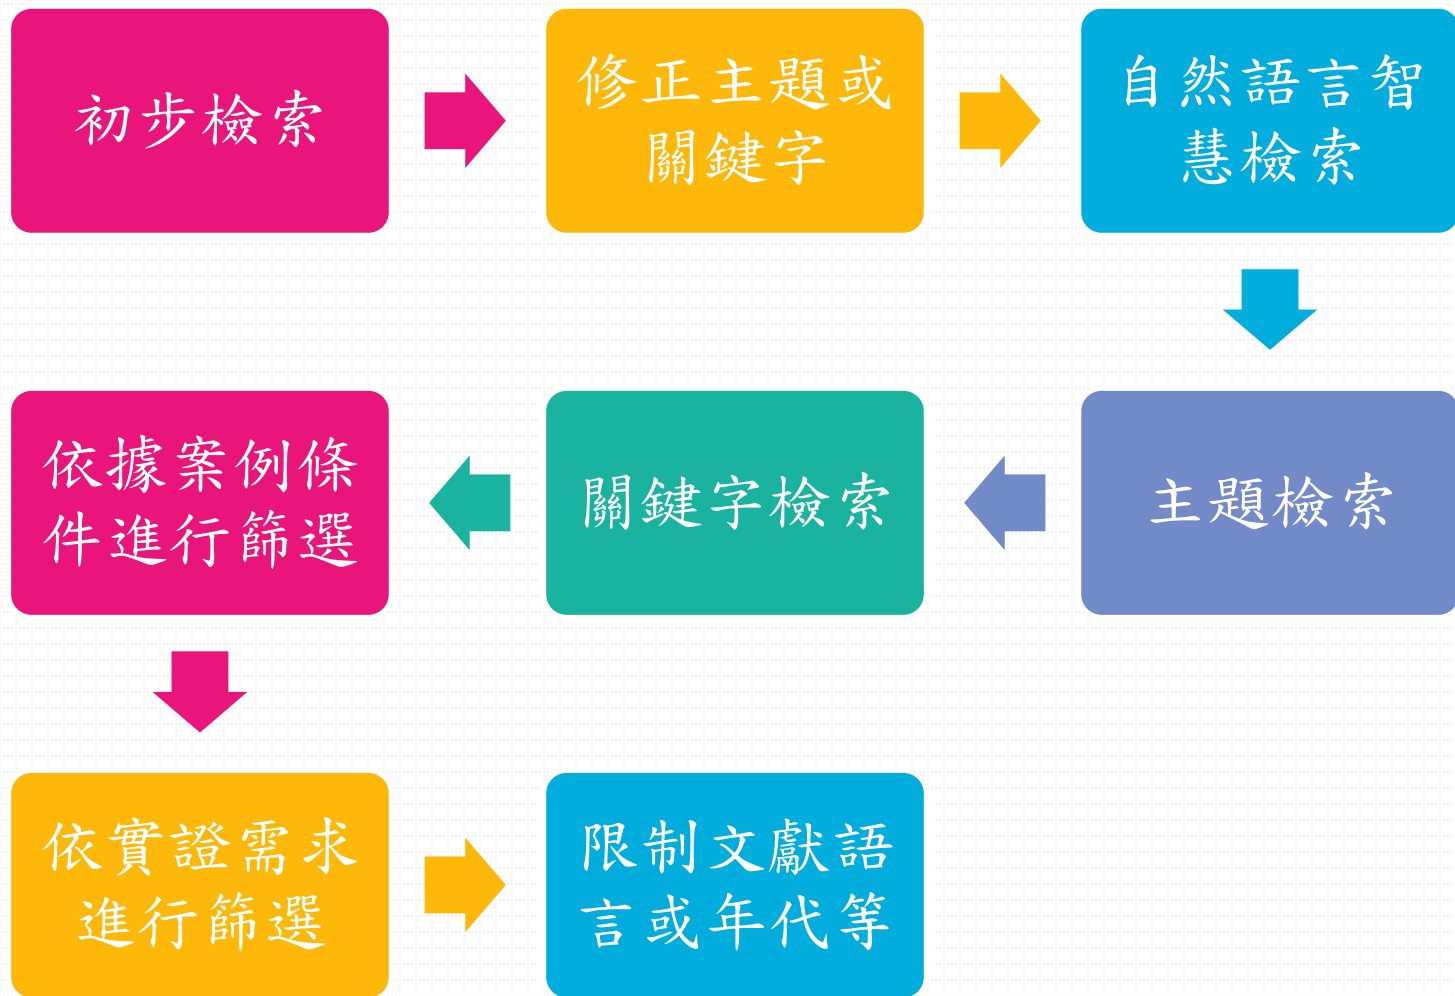 初步檢索
修正主題或
關鍵字
自然語言智
慧檢索
主題檢索
關鍵字檢索
依據案例條
件進行篩選
依實證需求
進行篩選
限制文獻語
言或年代等